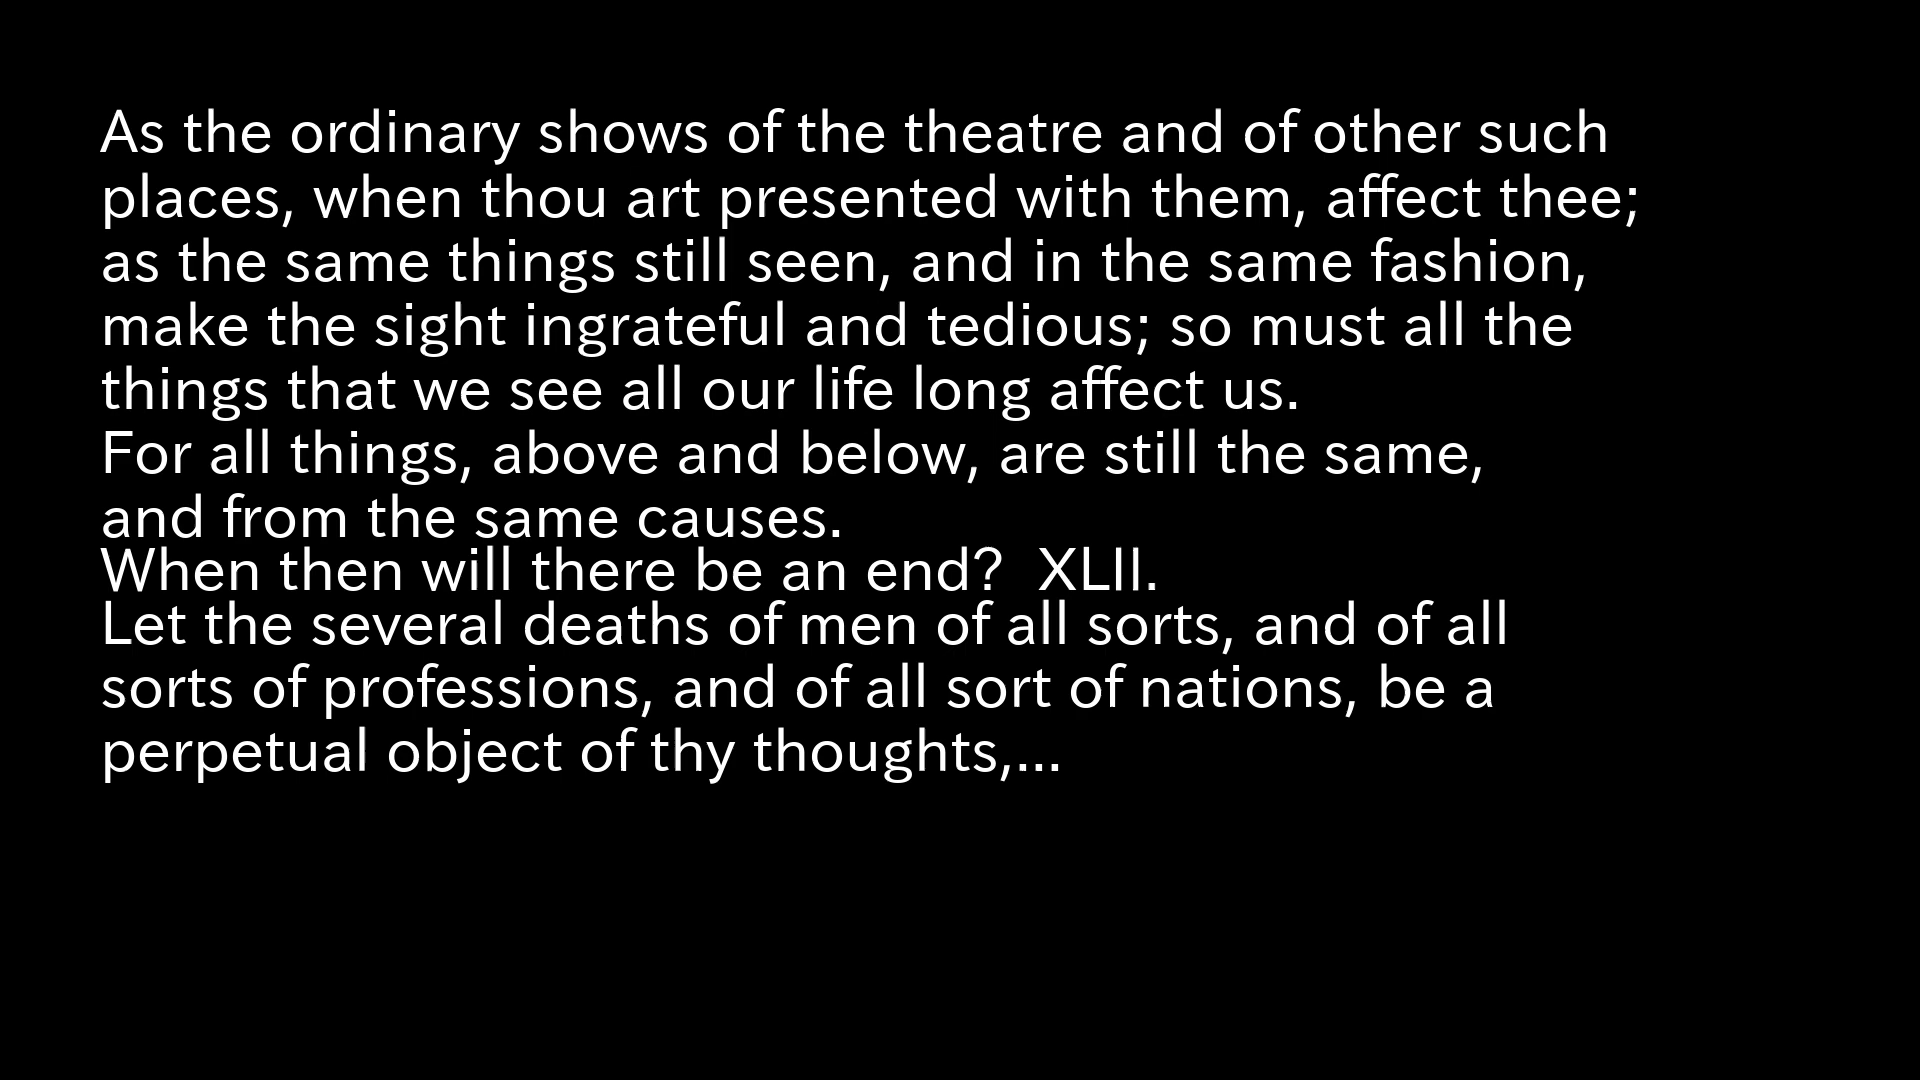 As the ordinary shows of the theatre and of other such
places, when thou art presented with them, affect thee;
as the same things still seen, and in the same fashion,
make the sight ingrateful and tedious; so must all the
things that we see all our life long affect us.
For all things, above and below, are still the same,
and from the same causes.
When then will there be an end?  XLII.
Let the several deaths of men of all sorts, and of all
sorts of professions, and of all sort of nations, be a
perpetual object of thy thoughts,...